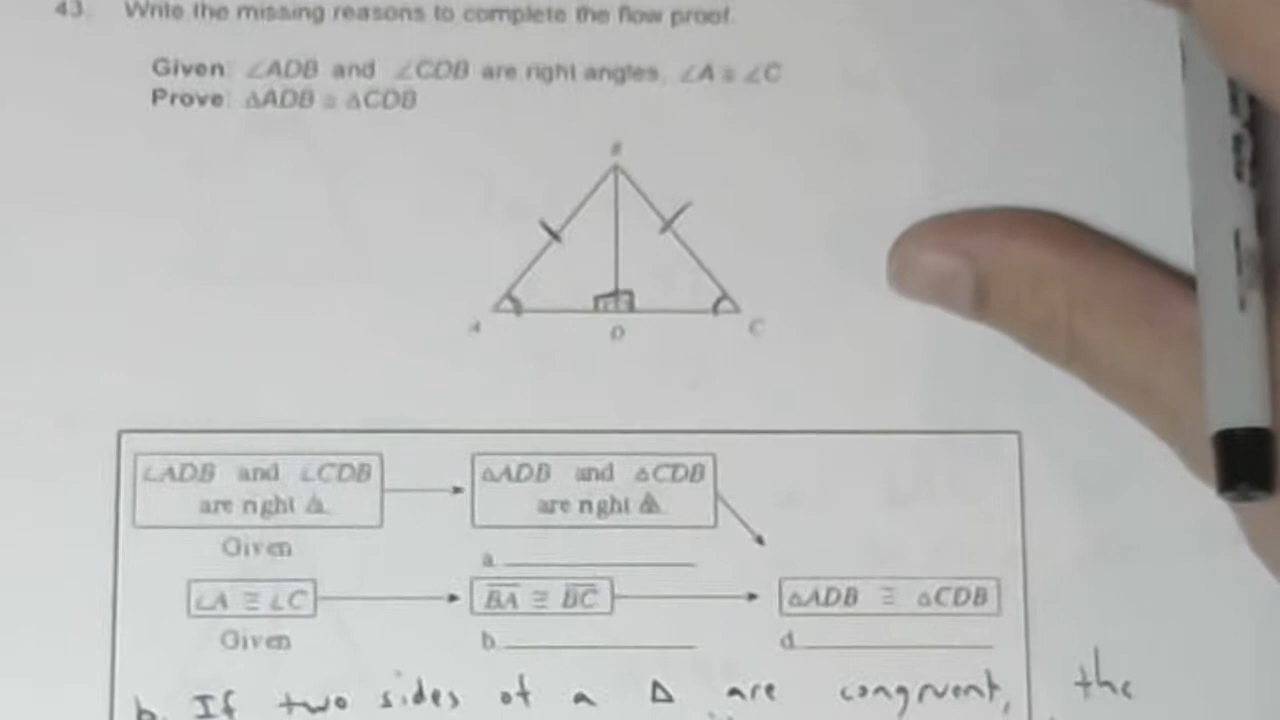 43. Write the missing reasons to complete the flow proof.
Given: ∠ADB and ∠CDB are right angles, ∠A ≅ ∠C
Prove: △ADB ≅ △CDB
B
A
D
C
∠ADB and ∠CDB
are right ∠s.
△ADB and △CDB
are right △s.
Given
a.
∠A ≅ ∠C
BA ≅ BC
△ADB ≅ △CDB
Given
b.
d.
b. If two sides of a △ are congruent, the